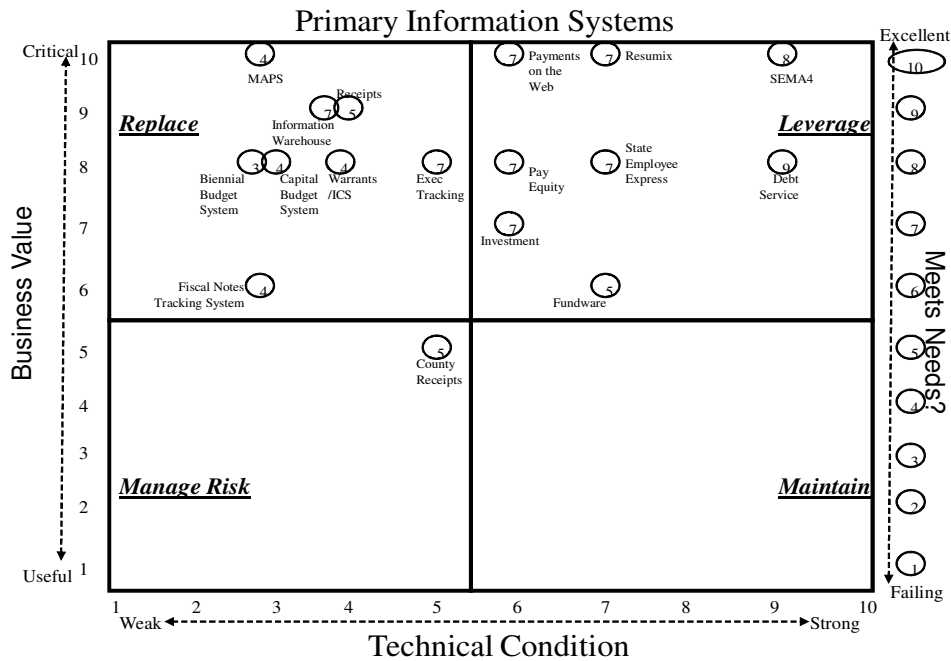 Primary Information Systems
Critical
Excellent
10
4
7
7
8
10
MAPS
Payments
on the
Web
Resumix
SEMA4
Receipts
9
7
5
9
Replace
Information
Warehouse
Leverage
8
3
4
4
7
7
7
9
8
Biennial
Budget
System
Capital
Budget
System
Warrants
/ICS
Exec
Tracking
Pay
Equity
State
Employee
Express
Debt
Service
7
7
7
Investment
6
Fiscal Notes
Tracking System
4
5
6
Fundware
Business Value
Meets Needs?
5
5
5
County
Receipts
4
4
3
3
Manage Risk
Maintain
2
2
1
1
Useful
Failing
1 2 3 4 5 6 7 8 9 10
Weak
Strong
Technical Condition